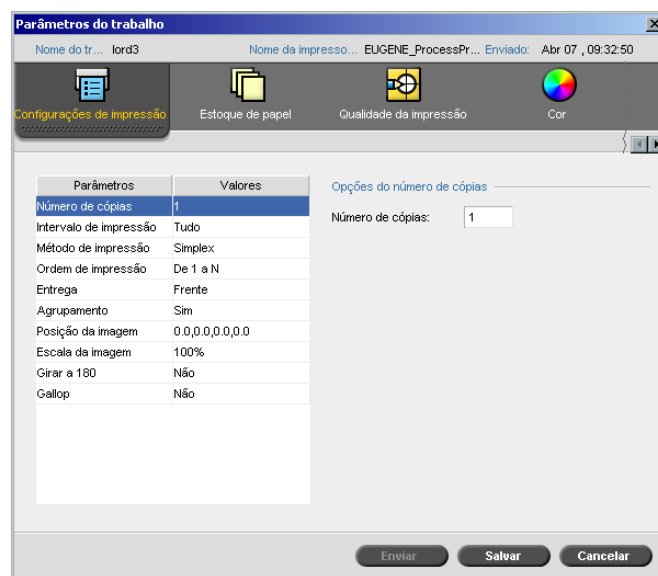 Parâmetros do trabalho
Nome do tr... lord3 Nome da impresso... EUGENE_ProcessPr... Enviado: Abr 07 , 09:32:50
Configurações de impressão Estoque de papel Qualidade da impressão Cor
Parâmetros Valores Opções do número de cópias
Número de cópias 1 Número de cópias: 1
Intervalo de impressão Tudo
Método de impressão Simplex
Ordem de impressão De 1 a N
Entrega Frente
Agrupamento Sim
Posição da imagem 0.0,0.0,0.0,0.0
Escala da imagem 100%
Girar a 180 Não
Gallop Não
Enviar Salvar Cancelar